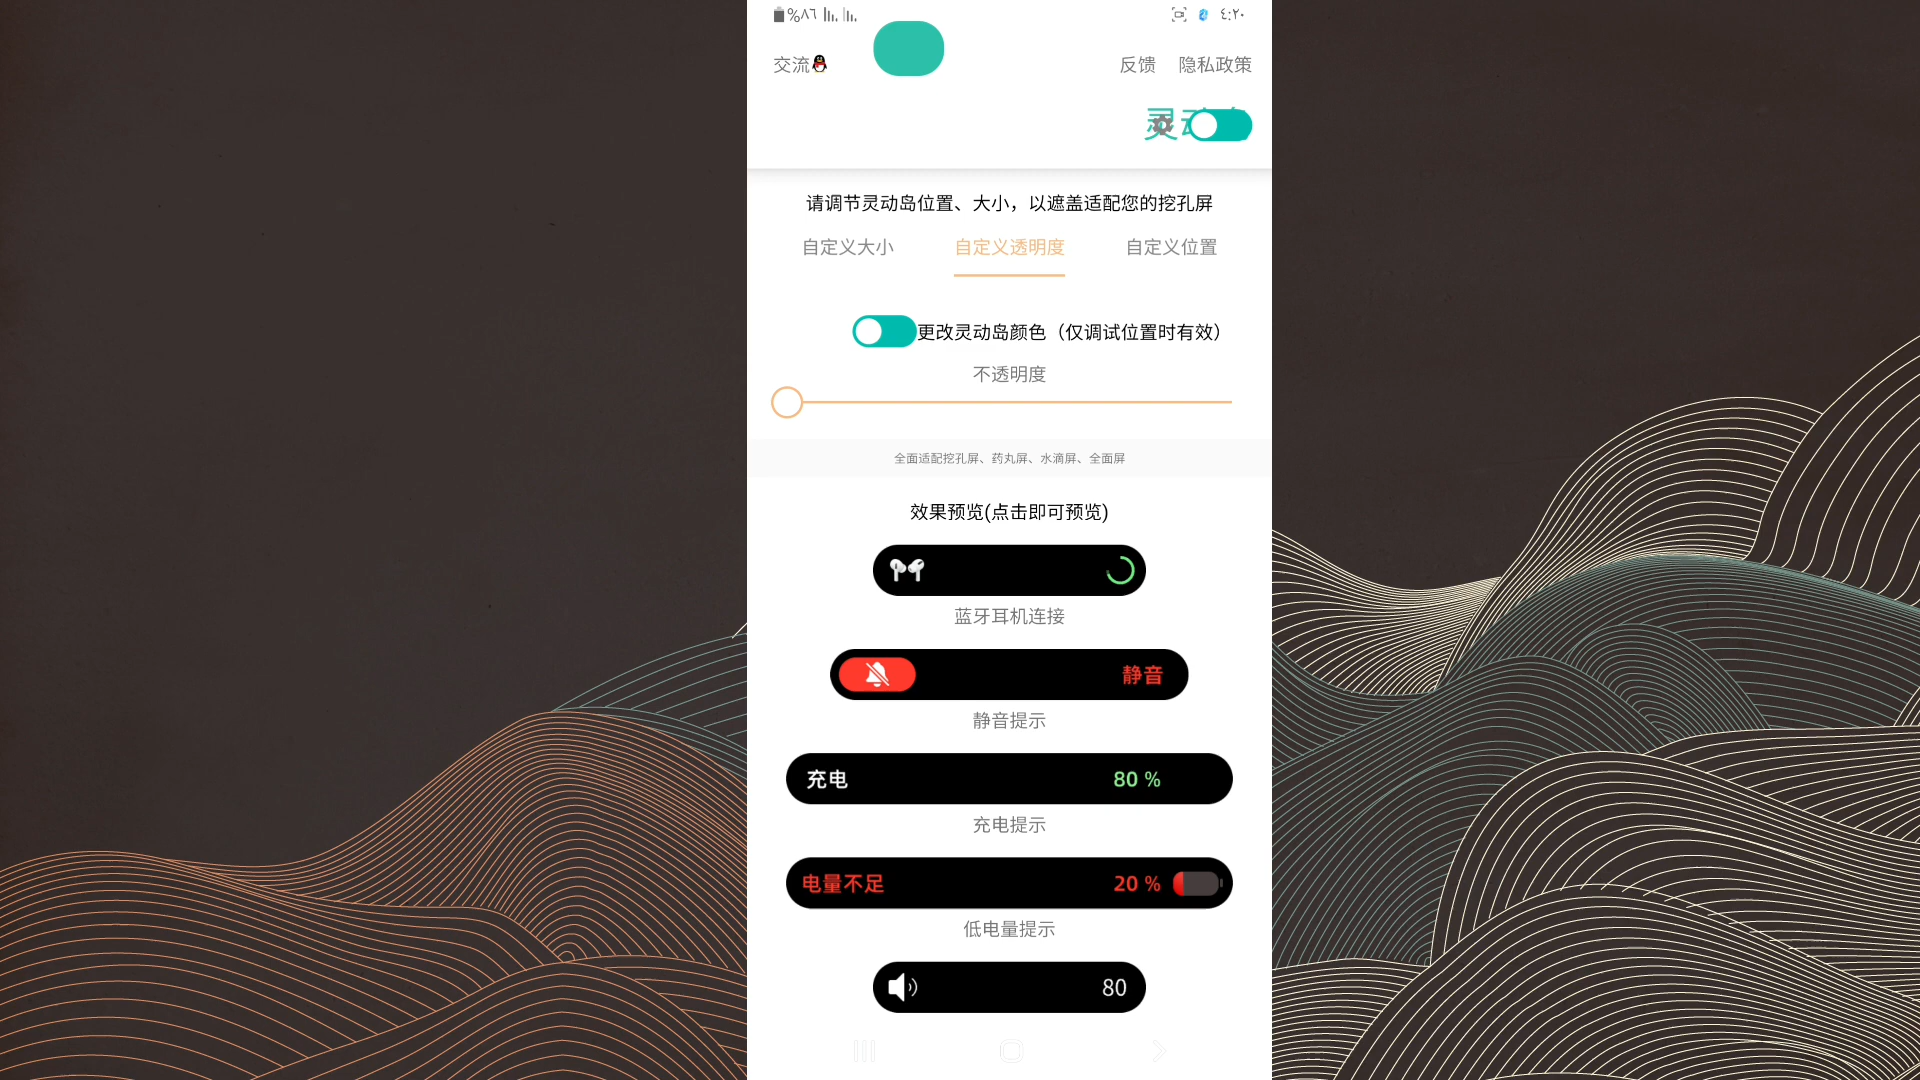 %٨٦ ٤:٢٠
交流 反馈 隐私政策
灵动
请调节灵动岛位置、大小，以遮盖适配您的挖孔屏
自定义大小 自定义透明度 自定义位置
更改灵动岛颜色（仅调试位置时有效）
不透明度
全面适配挖孔屏、药丸屏、水滴屏、全面屏
效果预览(点击即可预览)
蓝牙耳机连接
静音
静音提示
充电 80 %
充电提示
电量不足 20 %
低电量提示
80